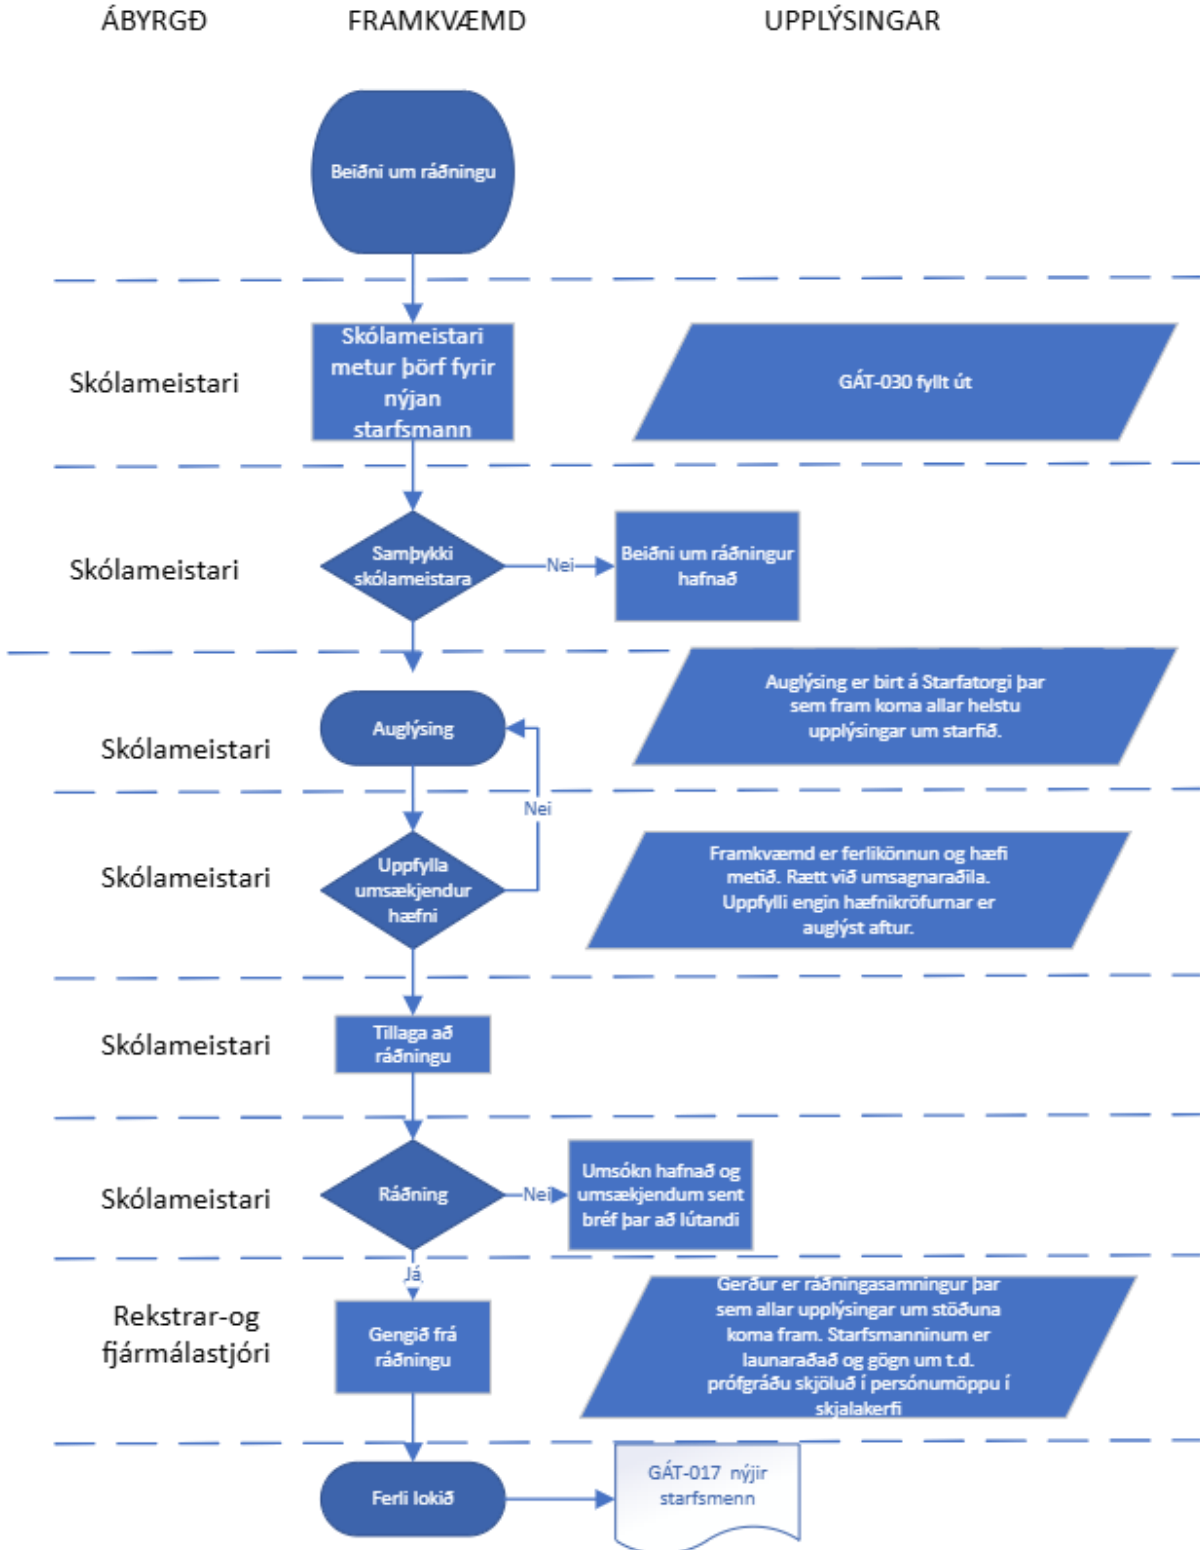 ÁBYRGÐ
FRAMKVÆMD
UPPLÝSINGAR
Beiðni um ráðningu
Skólameistari
Skólameistari
metur þörf fyrir
nýjan
starfsmann
GÁT-030 fyllt út
Skólameistari
Samþykki
skólameistara
Nei
Beiðni um ráðningur
hafnað
Skólameistari
Auglýsing
Auglýsing er birt á Starfatorgi þar
sem fram koma allar helstu
upplýsingar um starfið.
Nei
Skólameistari
Uppfylla
umsækjendur
hæfni
Framkvæmd er ferlikönnun og hæfi
metið. Rætt við umsagnaraðila.
Uppfylli engin hæfnikröfurnar er
auglýst aftur.
Skólameistari
Tillaga að
ráðningu
Skólameistari
Ráðning
Nei
Umsókn hafnað og
umsækjendum sent
bréf þar að lútandi
Já
Rekstrar-og
fjármálastjóri
Gengið frá
ráðningu
Gerður er ráðningasamningur þar
sem allar upplýsingar um stöðuna
koma fram. Starfsmanninum er
launaraðað og gögn um t.d.
prófgráðu skjöluð í persónumöppu í
skjalakerfi
Ferli lokið
GÁT-017 nýjir
starfsmenn